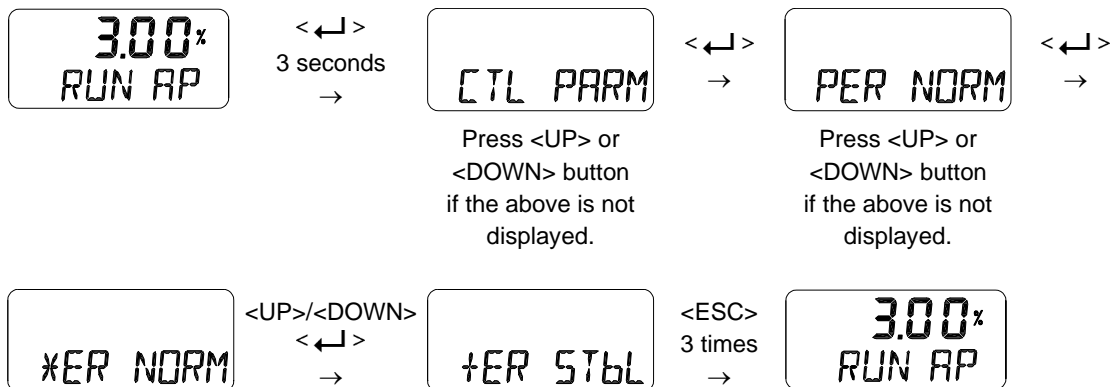 3.00%
RUN AP
<↵>
3 seconds
→
CTL PARM
Press <UP> or
<DOWN> button
if the above is not
displayed.
<↵>
→
PER NORM
Press <UP> or
<DOWN> button
if the above is not
displayed.
<↵>
→
*ER NORM
<UP>/<DOWN>
<↵>
→
+ER STbL
<ESC>
3 times
→
3.00%
RUN AP